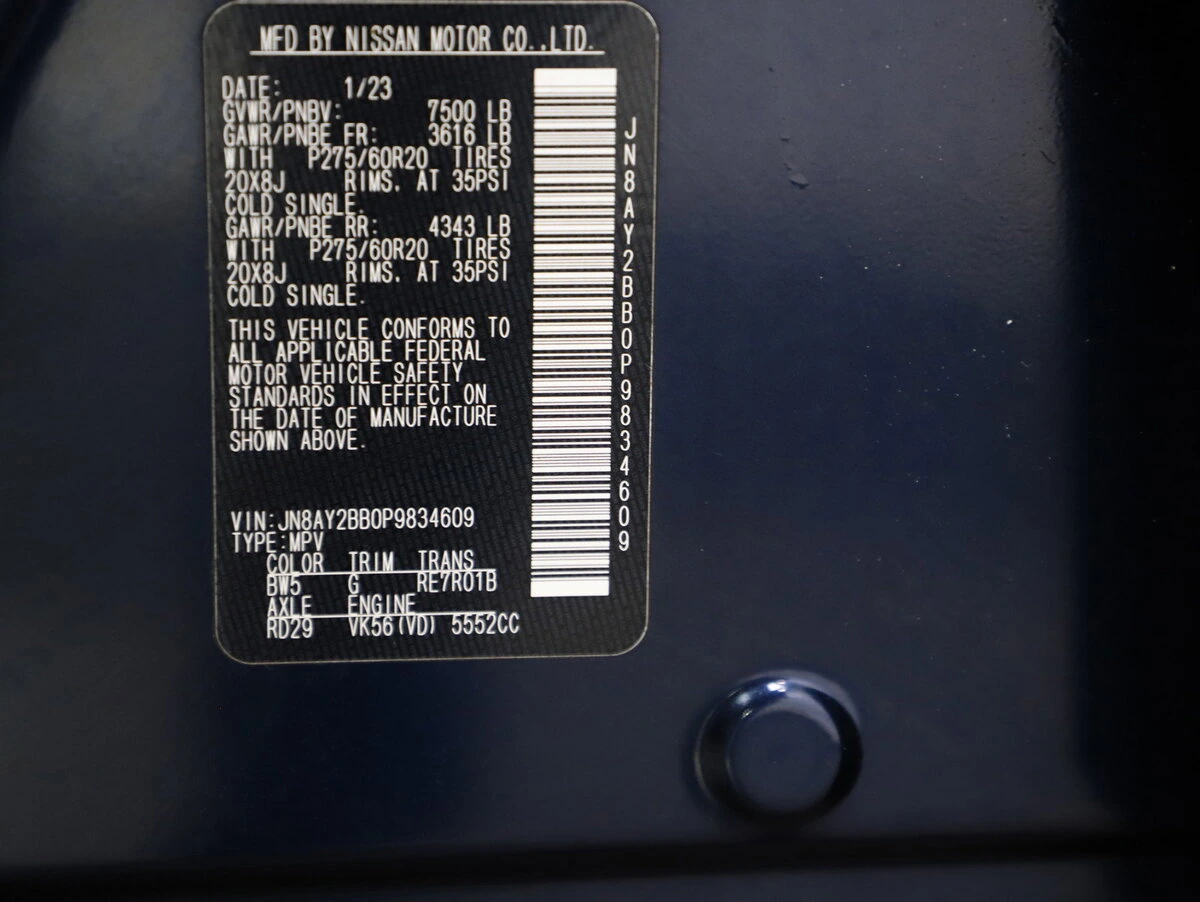 MFD BY NISSAN MOTOR CO.,LTD.
DATE: 1/23
GVWR/PNBV: 7500 LB
GAWR/PNBE FR: 3616 LB
WITH P275/60R20 TIRES
20X8J RIMS. AT 35PSI
COLD SINGLE.
GAWR/PNBE RR: 4343 LB
WITH P275/60R20 TIRES
20X8J RIMS. AT 35PSI
COLD SINGLE.
THIS VEHICLE CONFORMS TO
ALL APPLICABLE FEDERAL
MOTOR VEHICLE SAFETY
STANDARDS IN EFFECT ON
THE DATE OF MANUFACTURE
SHOWN ABOVE.
VIN:JN8AY2BB0P9834609
TYPE:MPV
COLOR TRIM TRANS
BW5 G RE7R01B
AXLE ENGINE
RD29 VK56(VD) 5552CC
JN8AY2BB0P9834609